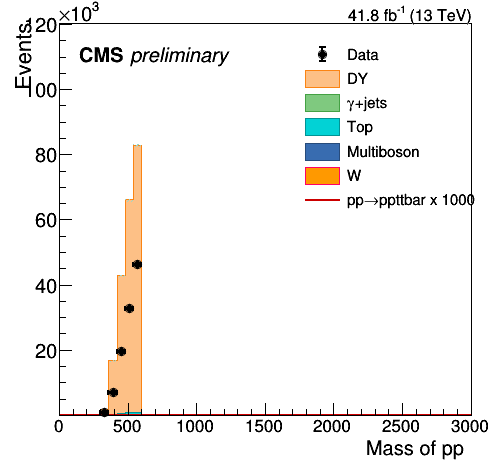 ×10³
41.8 fb⁻¹ (13 TeV)
Events
CMS preliminary
Data
DY
γ+jets
Top
Multiboson
W
pp→ppttbar x 1000
120
100
80
60
40
20
0 500 1000 1500 2000 2500 3000
Mass of pp